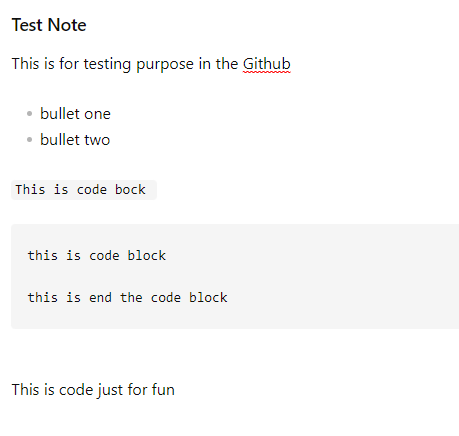 Test Note
This is for testing purpose in the Github
bullet one
bullet two
This is code bock
this is code block
this is end the code block
This is code just for fun